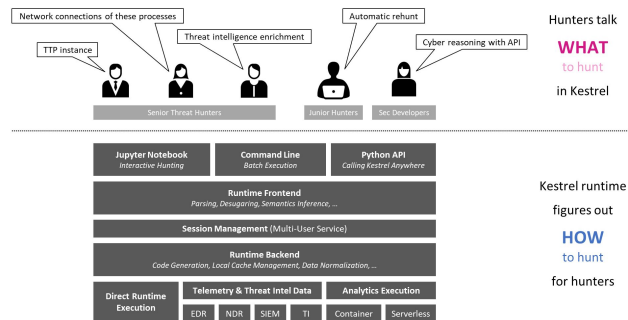 Network connections of these processes
Automatic rehunt
TTP instance
Threat intelligence enrichment
Cyber reasoning with API
Senior Threat Hunters
Junior Hunters
Sec Developers
Hunters talk
WHAT
to hunt
in Kestrel
Jupyter Notebook
Interactive Hunting
Command Line
Batch Execution
Python API
Calling Kestrel Anywhere
Runtime Frontend
Parsing, Desugaring, Semantics Inference, ...
Session Management (Multi-User Service)
Runtime Backend
Code Generation, Local Cache Management, Data Normalization, ...
Direct Runtime
Execution
Telemetry & Threat Intel Data
EDR
NDR
SIEM
TI
Analytics Execution
Container
Serverless
Kestrel runtime
figures out
HOW
to hunt
for hunters